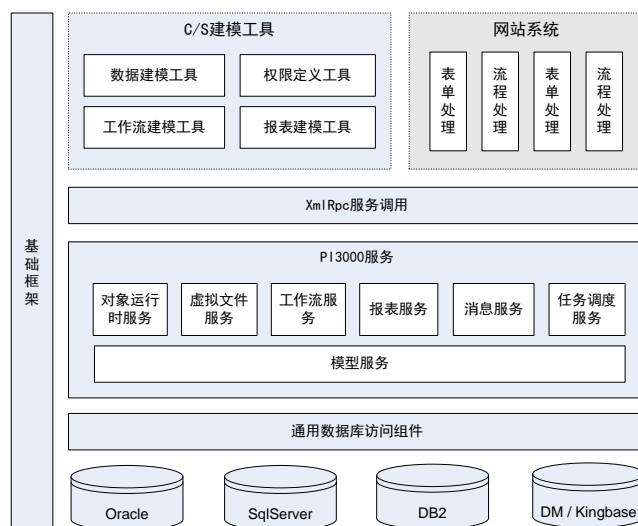 C/S建模工具
网站系统
数据建模工具
权限定义工具
工作流建模工具
报表建模工具
表单处理
流程处理
表单处理
流程处理
XmlRpc服务调用
基础框架
PI3000服务
对象运行
时服务
虚拟文件
服务
工作流服
务
报表服务
消息服务
任务调度
服务
模型服务
通用数据库访问组件
Oracle
SqlServer
DB2
DM / Kingbase